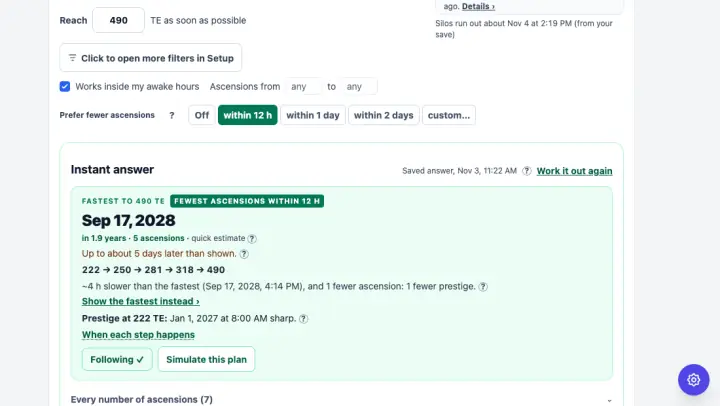 ago. Details ›
Silos run out about Nov 4 at 2:19 PM (from your
save)
Reach 490 TE as soon as possible
Click to open more filters in Setup
Works inside my awake hours Ascensions from any to any
Prefer fewer ascensions ? Off within 12 h within 1 day within 2 days custom...
Instant answer
Saved answer, Nov 3, 11:22 AM ? Work it out again
FASTEST TO 490 TE FEWEST ASCENSIONS WITHIN 12 H
Sep 17, 2028
in 1.9 years · 5 ascensions · quick estimate ?
Up to about 5 days later than shown. ?
222 → 250 → 281 → 318 → 490
~4 h slower than the fastest (Sep 17, 2028, 4:14 PM), and 1 fewer ascension: 1 fewer prestige. ?
Show the fastest instead ›
Prestige at 222 TE: Jan 1, 2027 at 8:00 AM sharp. ?
When each step happens
Following ✓ Simulate this plan
Every number of ascensions (7)